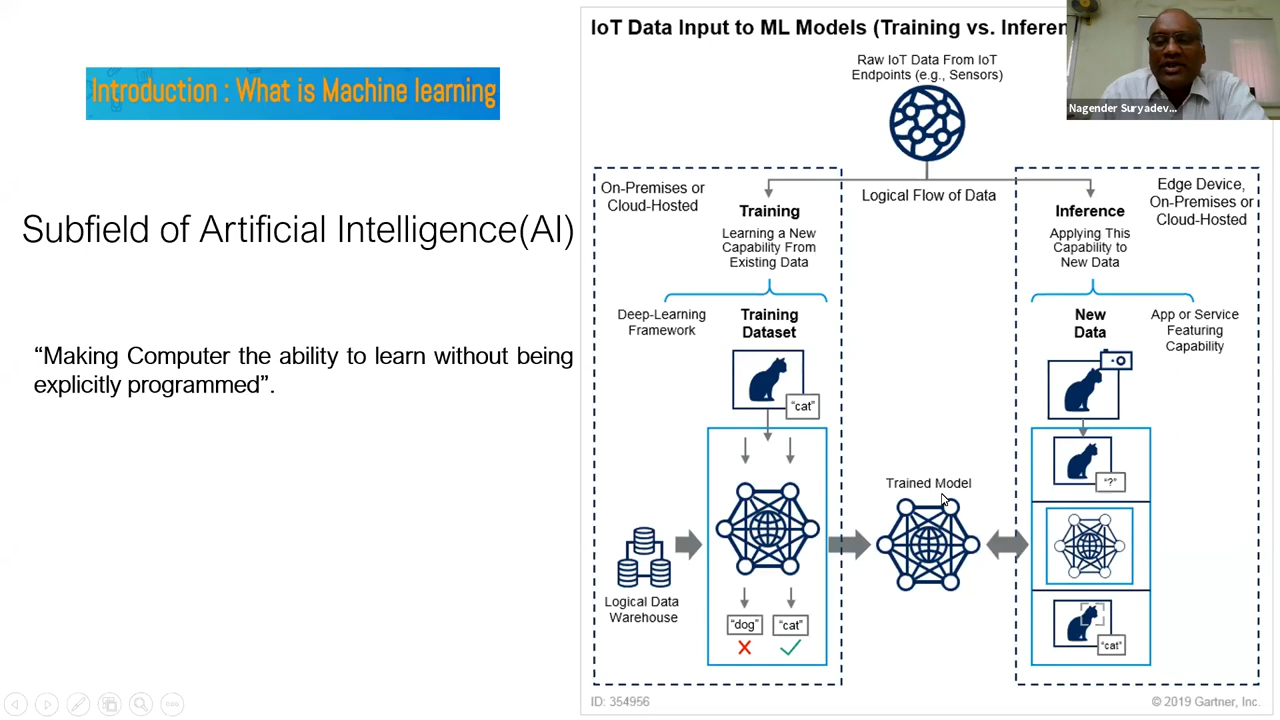 Introduction : What is Machine learning
Subfield of Artificial Intelligence(AI)
“Making Computer the ability to learn without being
explicitly programmed”.
IoT Data Input to ML Models (Training vs.
Nagender Suryadev...
Raw IoT Data From IoT
Endpoints (e.g., Sensors)
On-Premises or
Cloud-Hosted
Logical Flow of Data
Edge Device,
On-Premises or
Cloud-Hosted
Training
Learning a New
Capability From
Existing Data
Inference
Applying This
Capability to
New Data
Deep-Learning
Framework
Training
Dataset
New
Data
App or Service
Featuring
Capability
“cat”
“?”
Trained Model
Logical Data
Warehouse
“dog”
“cat”
“cat”
ID: 354956
© 2019 Gartner, Inc.